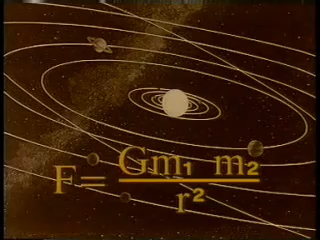 F = Gm₁ m₂
r²